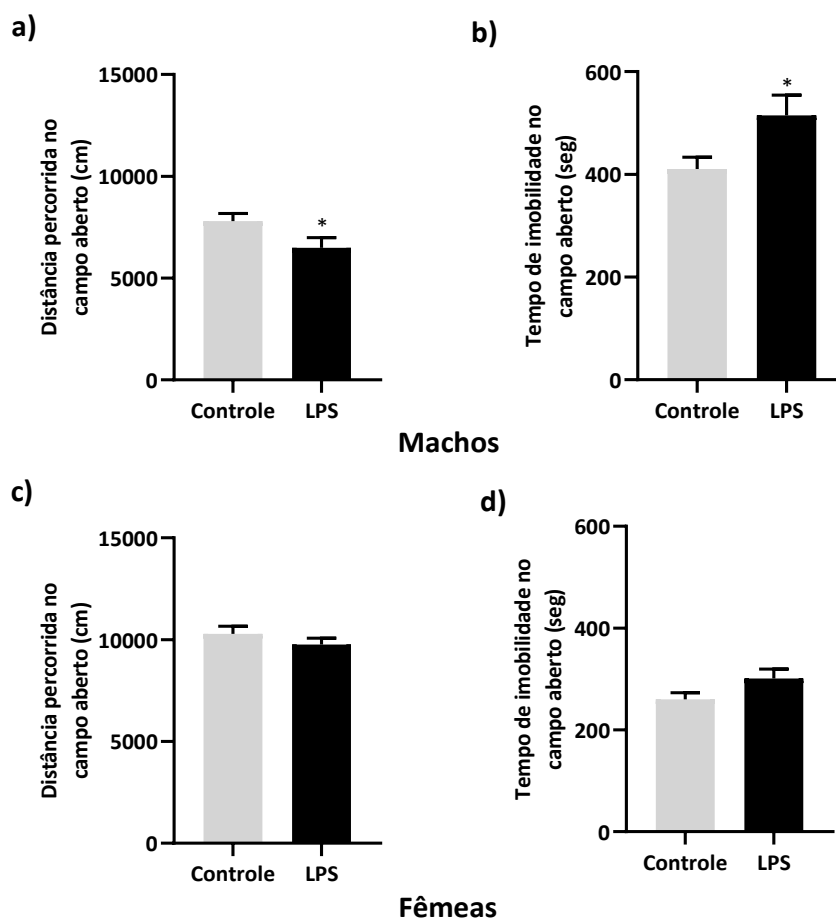 a)
Distância percorrida no
campo aberto (cm)
15000
10000
5000
0
*
Controle LPS
b)
Tempo de imobilidade no
campo aberto (seg)
600
400
200
0
*
Controle LPS
Machos
c)
Distância percorrida no
campo aberto (cm)
15000
10000
5000
0
Controle LPS
d)
Tempo de imobilidade no
campo aberto (seg)
600
400
200
0
Controle LPS
Fêmeas